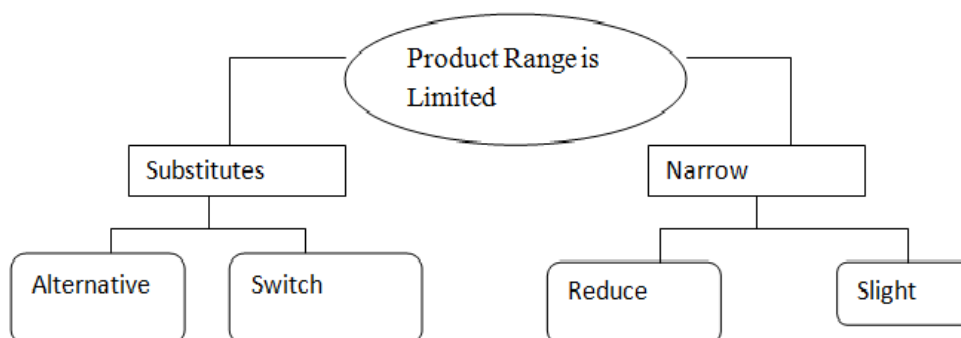 Product Range is
Limited
Substitutes
Narrow
Alternative
Switch
Reduce
Slight